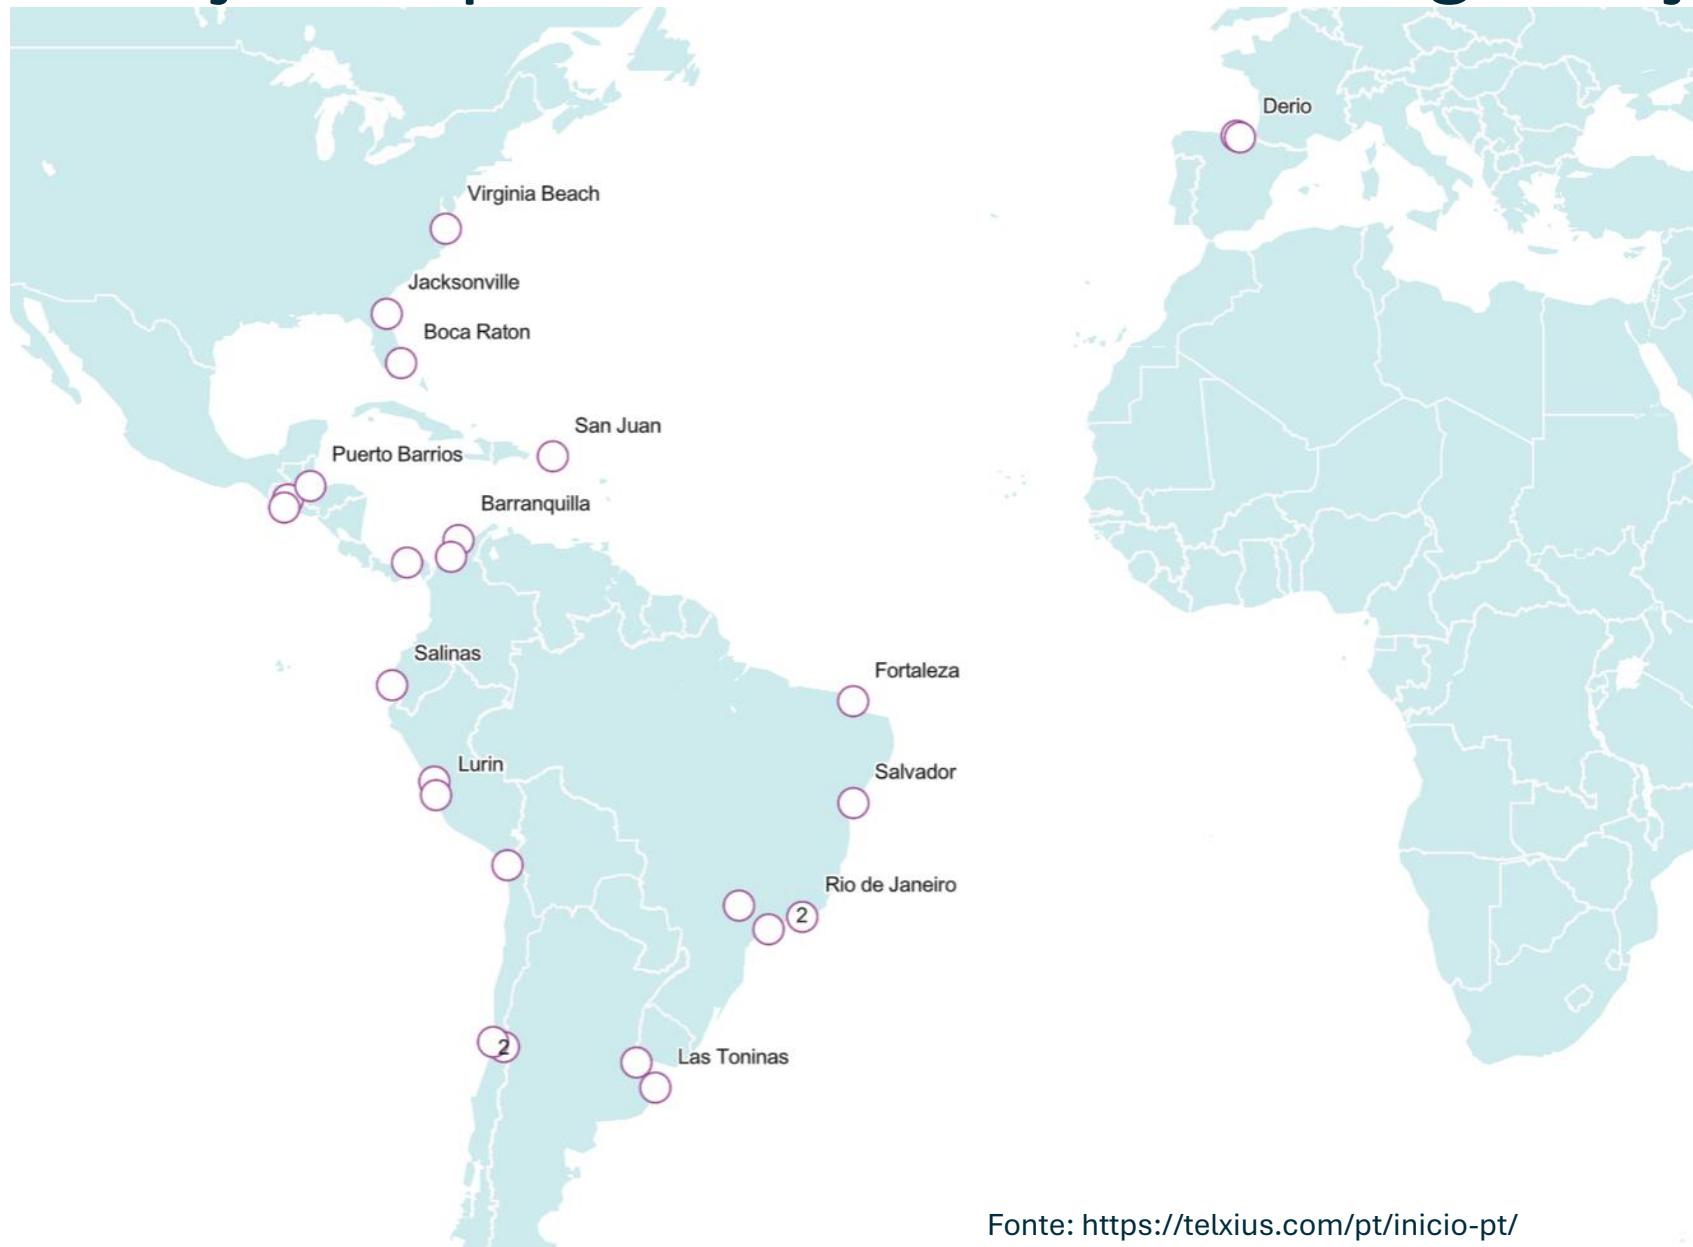 Derio
Virginia Beach
Jacksonville
Boca Raton
San Juan
Puerto Barrios
Barranquilla
Salinas
Fortaleza
Lurin
Salvador
Rio de Janeiro
2
2
Las Toninas
Fonte: https://telxius.com/pt/inicio-pt/